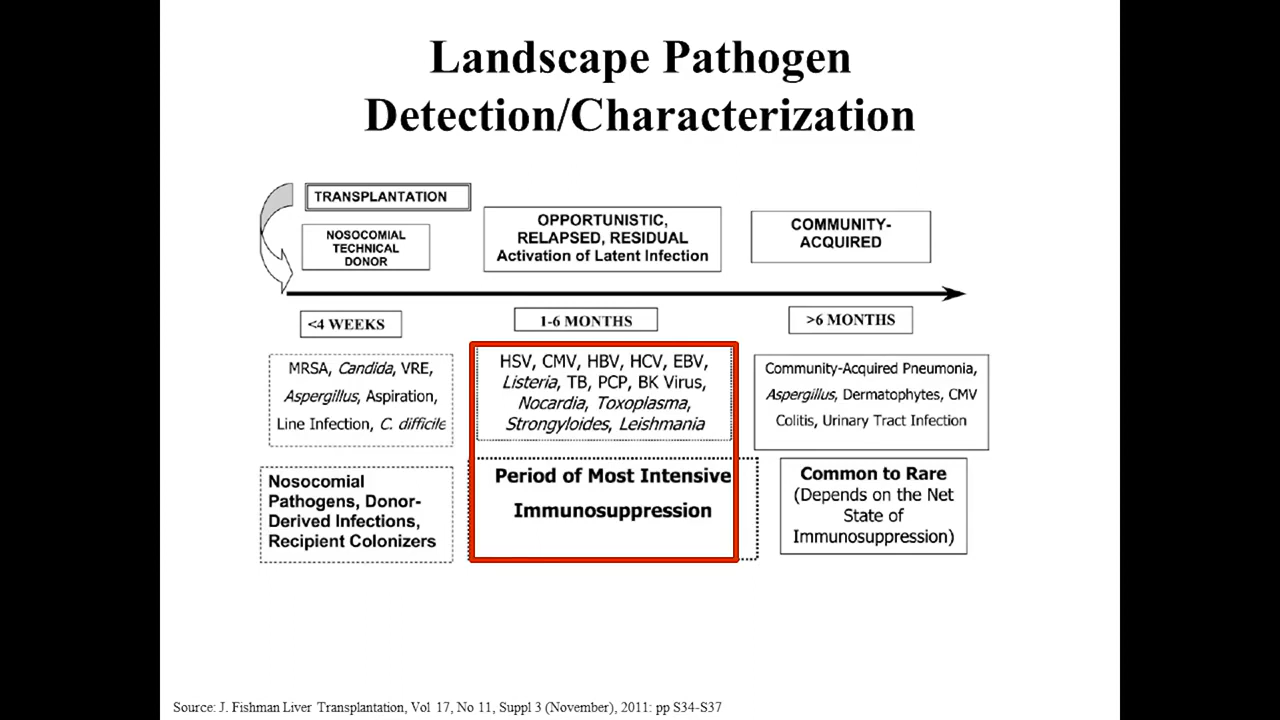 Landscape Pathogen
Detection/Characterization
TRANSPLANTATION
NOSOCOMIAL
TECHNICAL
DONOR
OPPORTUNISTIC,
RELAPSED, RESIDUAL
Activation of Latent Infection
COMMUNITY-
ACQUIRED
<4 WEEKS
1-6 MONTHS
>6 MONTHS
MRSA, Candida, VRE,
Aspergillus, Aspiration,
Line Infection, C. difficile
HSV, CMV, HBV, HCV, EBV,
Listeria, TB, PCP, BK Virus,
Nocardia, Toxoplasma,
Strongyloides, Leishmania
Community-Acquired Pneumonia,
Aspergillus, Dermatophytes, CMV
Colitis, Urinary Tract Infection
Nosocomial
Pathogens, Donor-
Derived Infections,
Recipient Colonizers
Period of Most Intensive
Immunosuppression
Common to Rare
(Depends on the Net
State of
Immunosuppression)
Source: J. Fishman Liver Transplantation, Vol 17, No 11, Suppl 3 (November), 2011: pp S34-S37